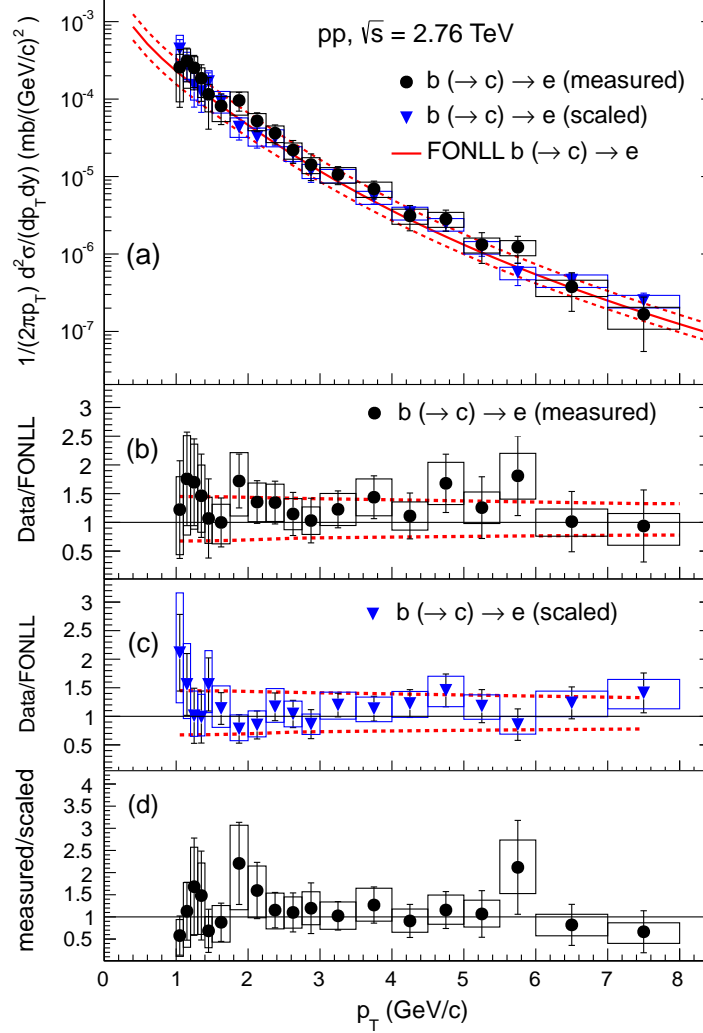 1/(2πp_T) d²σ/(dp_T dy) (mb/(GeV/c)²)
10⁻³
10⁻⁴
10⁻⁵
10⁻⁶
10⁻⁷
pp, √s = 2.76 TeV
b (→ c) → e (measured)
b (→ c) → e (scaled)
FONLL b (→ c) → e
(a)
Data/FONLL
3
2.5
2
1.5
1
0.5
b (→ c) → e (measured)
(b)
Data/FONLL
3
2.5
2
1.5
1
0.5
b (→ c) → e (scaled)
(c)
measured/scaled
4
3.5
3
2.5
2
1.5
1
0.5
(d)
0 1 2 3 4 5 6 7 8
p_T (GeV/c)